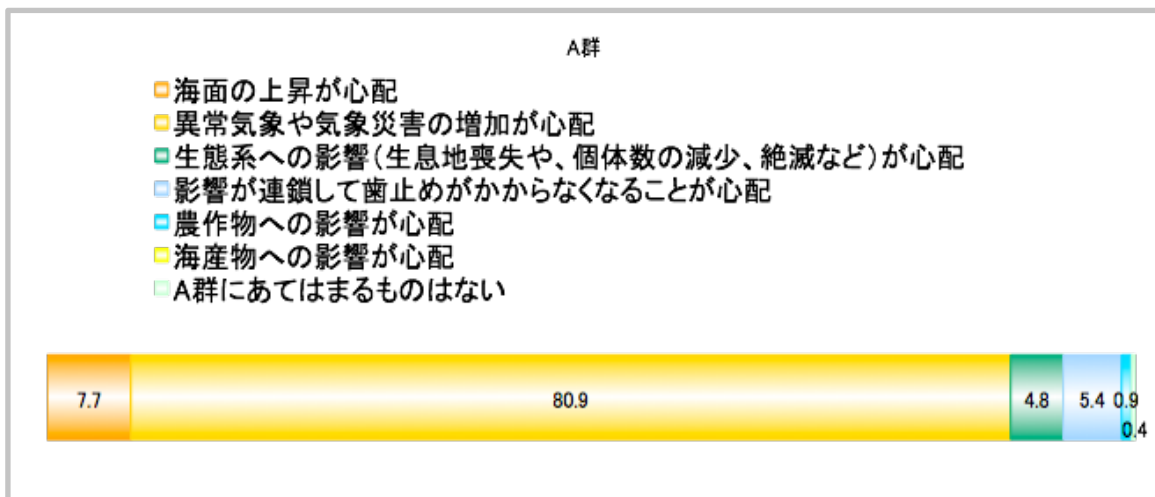 A群
海面の上昇が心配
異常気象や気象災害の増加が心配
生態系への影響(生息地喪失や、個体数の減少、絶滅など)が心配
影響が連鎖して歯止めがかからなくなることが心配
農作物への影響が心配
海産物への影響が心配
A群にあてはまるものはない
7.7 80.9 4.8 5.4 0.9
0.4